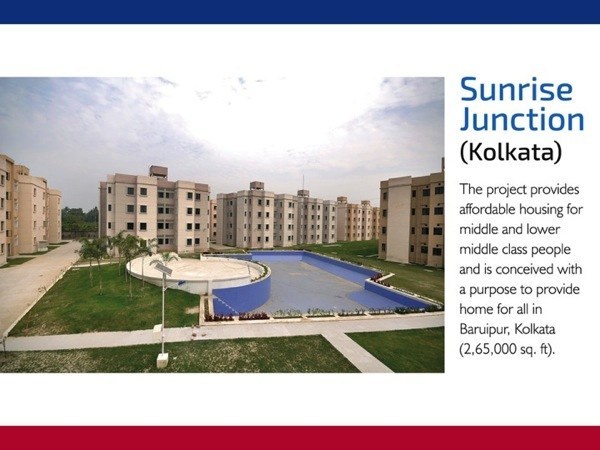 Sunrise
Junction
(Kolkata)
The project provides
affordable housing for
middle and lower
middle class people
and is conceived with
a purpose to provide
home for all in
Baruipur, Kolkata
(2,65,000 sq. ft).